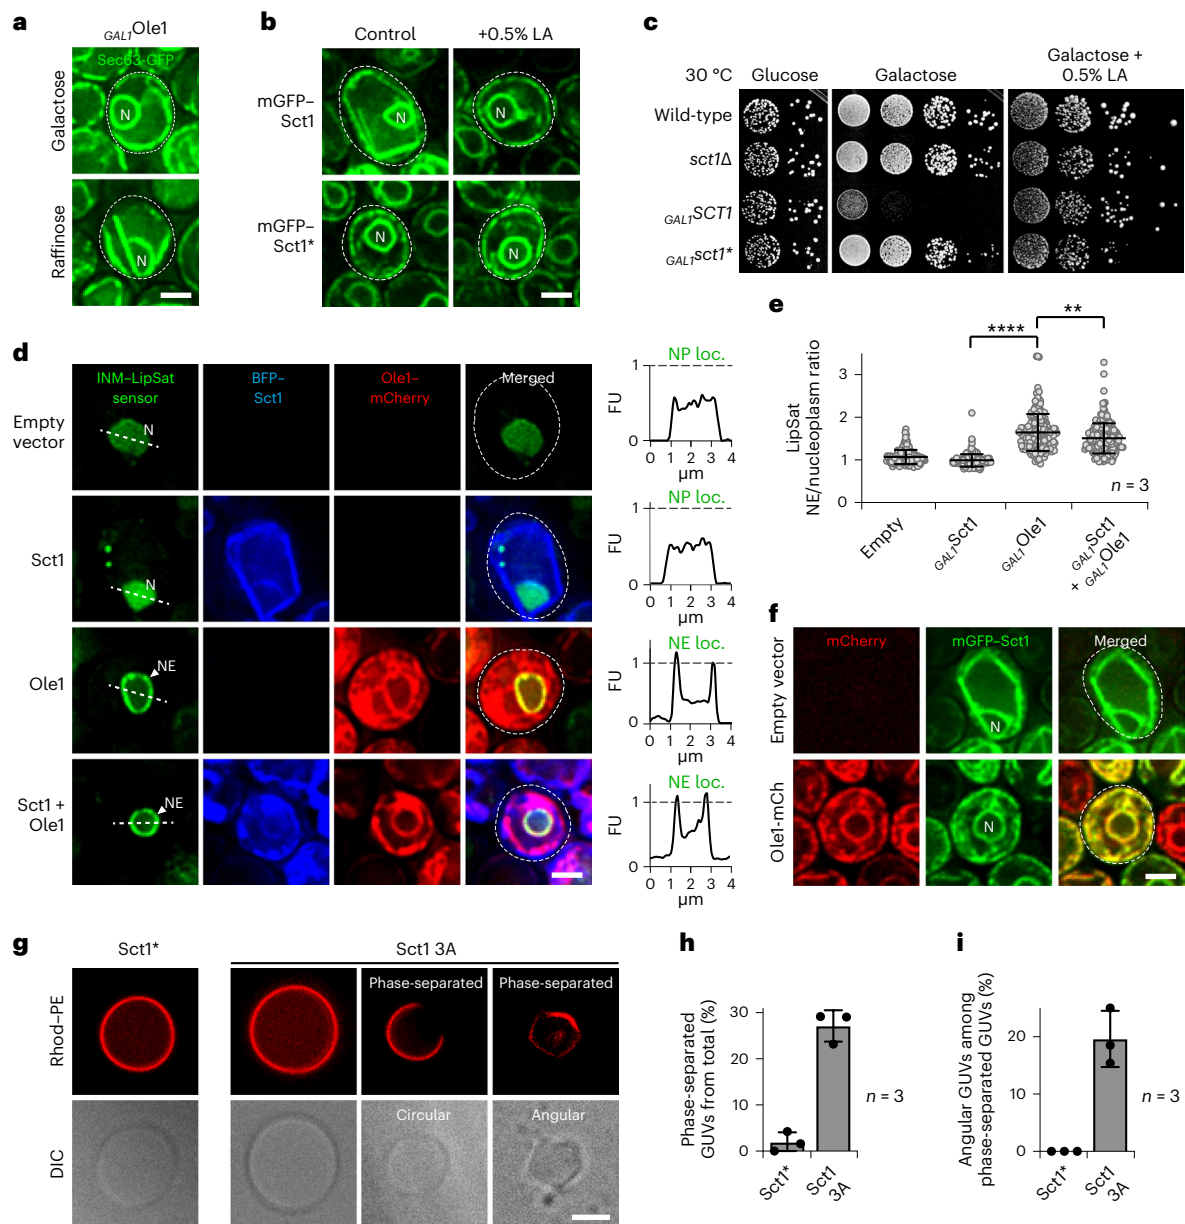 a
GAL1Ole1
Sec63-GFP
Galactose
N
Raffinose
N
b
Control
+0.5% LA
mGFP–
Sct1
N
N
mGFP–
Sct1*
N
N
c
30 °C
Glucose
Galactose
Galactose +
0.5% LA
Wild-type
sct1Δ
GAL1SCT1
GAL1sct1*
d
INM–LipSat
sensor
BFP–
Sct1
Ole1–
mCherry
Merged
Empty
vector
N
NP loc.
1
FU
0
0 1 2 3 4
µm
Sct1
N
NP loc.
1
FU
0
0 1 2 3 4
µm
Ole1
NE
NE loc.
1
FU
0
0 1 2 3 4
Sct1 +
Ole1
NE
NE loc.
1
FU
0
0 1 2 3 4
µm
e
LipSat
NE/nucleoplasm ratio
3
2
1
0
****
**
n = 3
Empty
GAL1Sct1
GAL1Ole1
GAL1Sct1
+ GAL1Ole1
f
mCherry
mGFP–Sct1
Merged
Empty vector
N
Ole1-mCh
N
g
Sct1*
Sct1 3A
Rhod–PE
Phase-separated
Phase-separated
DIC
Circular
Angular
h
Phase-separated
GUVs from total (%)
30
20
10
0
n = 3
Sct1*
Sct1
3A
i
Angular GUVs among
phase-separated GUVs (%)
20
10
0
n = 3
Sct1*
Sct1
3A